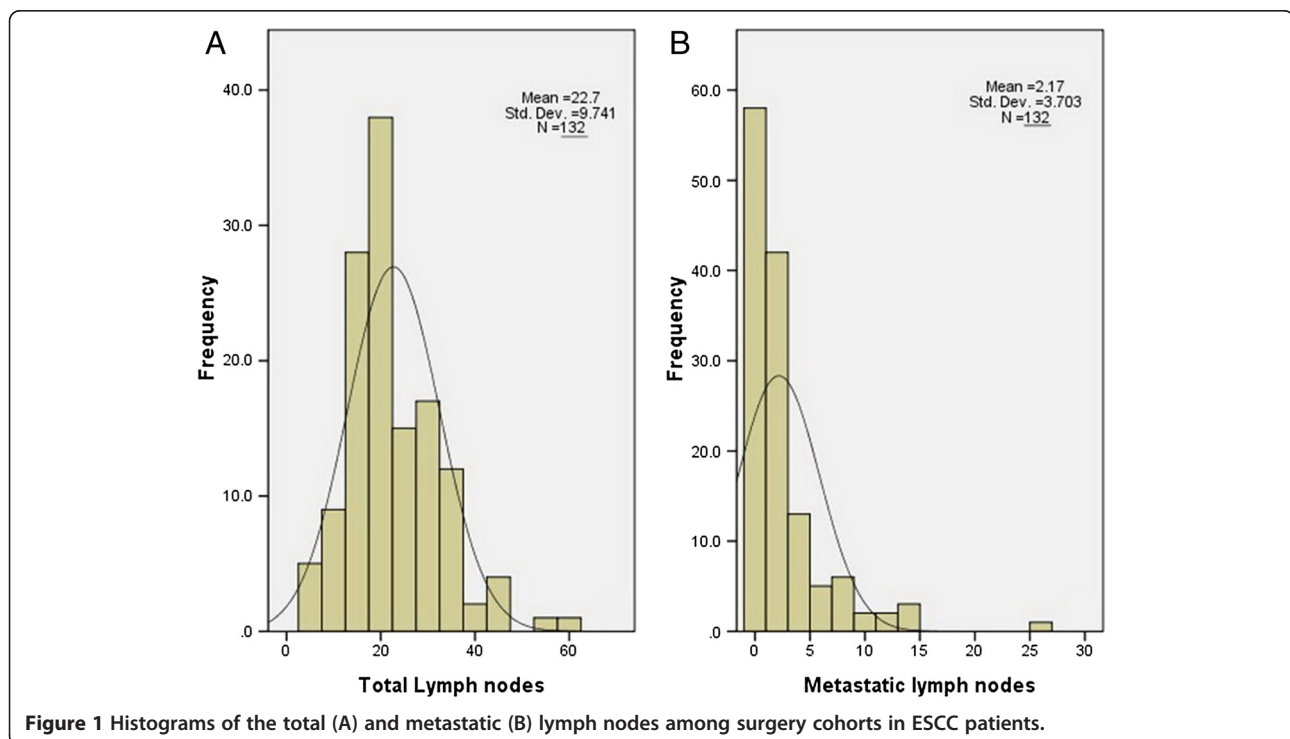 A
Mean =22.7
Std. Dev. =9.741
N =132
40.0
30.0
20.0
10.0
.0
Frequency
0 20 40 60
Total Lymph nodes
B
Mean =2.17
Std. Dev. =3.703
N =132
60.0
50.0
40.0
30.0
20.0
10.0
.0
Frequency
0 5 10 15 20 25 30
Metastatic lymph nodes
Figure 1 Histograms of the total (A) and metastatic (B) lymph nodes among surgery cohorts in ESCC patients.